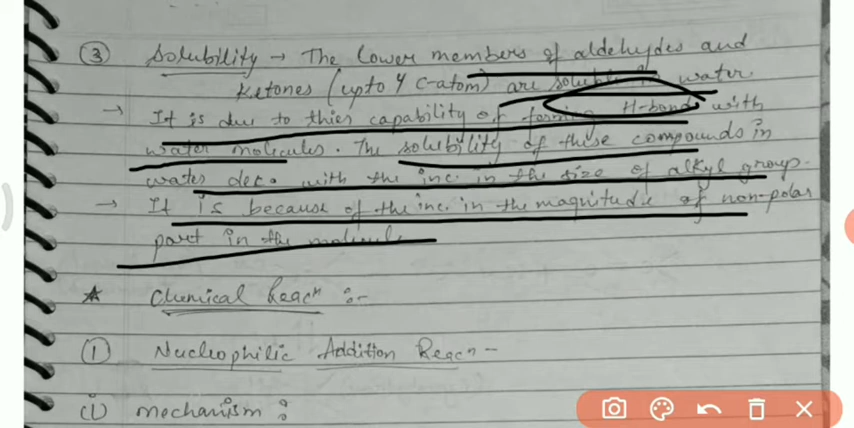 ③ Solubility → The lower members of aldehydes and
Ketones (upto 4 C-atom) are soluble in water.
→ It is due to thier capability of forming H-bonds with
water molecules. The solubility of these compounds in
water dec. with the inc. in the size of alkyl group.
→ It is because of the inc. in the magnitude of non-polar
part in the molecule
★ Chemical Reacn :-
① Nucleophilic Addition Reacn -
(i) mechanism :